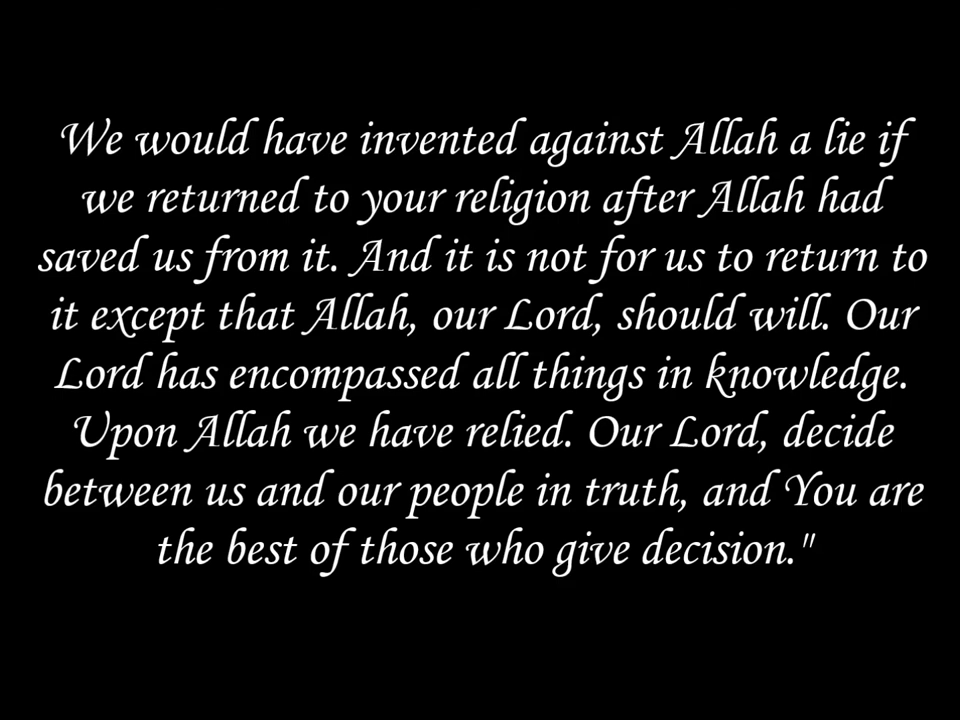 We would have invented against Allah a lie if
we returned to your religion after Allah had
saved us from it. And it is not for us to return to
it except that Allah, our Lord, should will. Our
Lord has encompassed all things in knowledge.
Upon Allah we have relied. Our Lord, decide
between us and our people in truth, and You are
the best of those who give decision."